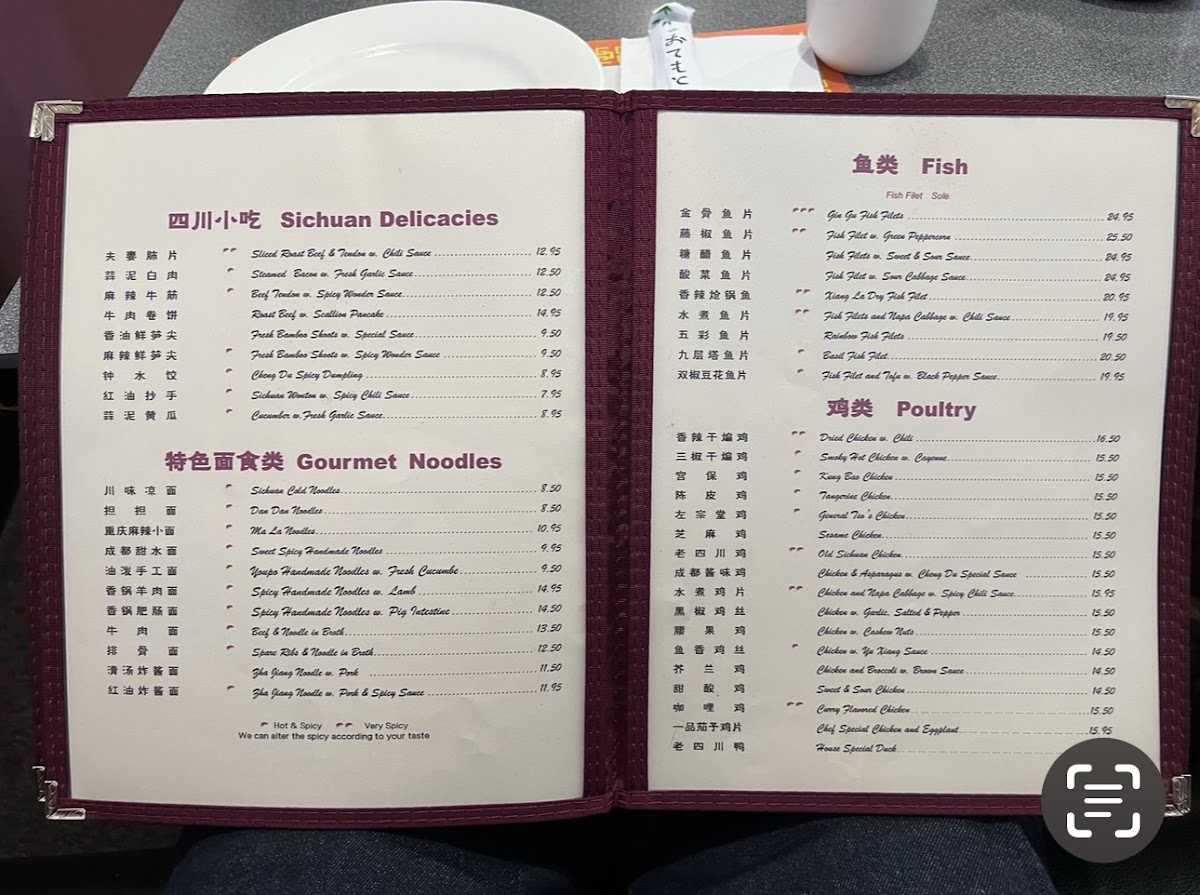 おてもと
四川小吃 Sichuan Delicacies
夫妻肺片 Sliced Roast Beef & Tendon w. Chili Sauce 12.95
蒜泥白肉 Steamed Bacon w. Fresh Garlic Sauce 12.50
麻辣牛筋 Beef Tendon w. Spicy Wonder Sauce 12.50
牛肉卷饼 Roast Beef w. Scallion Pancake 14.95
香油鲜笋尖 Fresh Bamboo Shoots w. Special Sauce 9.50
麻辣鲜笋尖 Fresh Bamboo Shoots w. Spicy Wonder Sauce 9.50
钟水饺 Cheng Du Spicy Dumpling 8.95
红油抄手 Sichuan Wonton w. Spicy Chili Sauce 7.95
蒜泥黄瓜 Cucumber w. Fresh Garlic Sauce 8.95
特色面食类 Gourmet Noodles
川味凉面 Sichuan Cold Noodles 8.50
担担面 Dan Dan Noodles 8.50
重庆麻辣小面 Ma La Noodles 10.95
成都甜水面 Sweet Spicy Handmade Noodles 9.95
油泼手工面 Youpo Handmade Noodles w. Fresh Cucumbe 9.50
香锅羊肉面 Spicy Handmade Noodles w. Lamb 14.95
香锅肥肠面 Spicy Handmade Noodles w. Pig Intestine 14.50
牛肉面 Beef & Noodle in Broth 13.50
排骨面 Spare Ribs & Noodle in Broth 12.50
清汤炸酱面 Zha Jiang Noodle w. Pork 11.50
红油炸酱面 Zha Jiang Noodle w. Pork & Spicy Sauce 11.95
Hot & Spicy Very Spicy
We can alter the spicy according to your taste
鱼类 Fish
Fish Filet Sole
金骨鱼片 Gin Gu Fish Filets 24.95
藤椒鱼片 Fish Filet w. Green Peppercorn 25.50
糖醋鱼片 Fish Filets w. Sweet & Sour Sauce 24.95
酸菜鱼片 Fish Filet w. Sour Cabbage Sauce 24.95
香辣炝锅鱼 Xiang La Dry Fish Filet 20.95
水煮鱼片 Fish Filets and Napa Cabbage w. Chili Sauce 19.95
五彩鱼片 Rainbow Fish Filets 19.50
九层塔鱼片 Basil Fish Filet 20.50
双椒豆花鱼片 Fish Filet and Tofu w. Black Pepper Sauce 19.95
鸡类 Poultry
香辣干煸鸡 Dried Chicken w. Chili 16.50
三椒干煸鸡 Smoky Hot Chicken w. Cayenne 15.50
宫保鸡 Kung Bao Chicken 15.50
陈皮鸡 Tangerine Chicken 15.50
左宗堂鸡 General Tso's Chicken 15.50
芝麻鸡 Sesame Chicken 15.50
老四川鸡 Old Sichuan Chicken 15.50
成都酱味鸡 Chicken & Asparagus w. Cheng Du Special Sauce 15.50
水煮鸡片 Chicken and Napa Cabbage w. Spicy Chili Sauce 15.95
黑椒鸡丝 Chicken w. Garlic, Salted & Pepper 15.50
腰果鸡 Chicken w. Cashew Nuts 15.50
鱼香鸡丝 Chicken w. Yu Xiang Sauce 14.50
芥兰鸡 Chicken and Broccoli w. Brown Sauce 14.50
甜酸鸡 Sweet & Sour Chicken 14.50
咖哩鸡 Curry Flavored Chicken 15.50
一品茄子鸡片 Chef Special Chicken and Eggplant 15.95
老四川鸭 House Special Duck